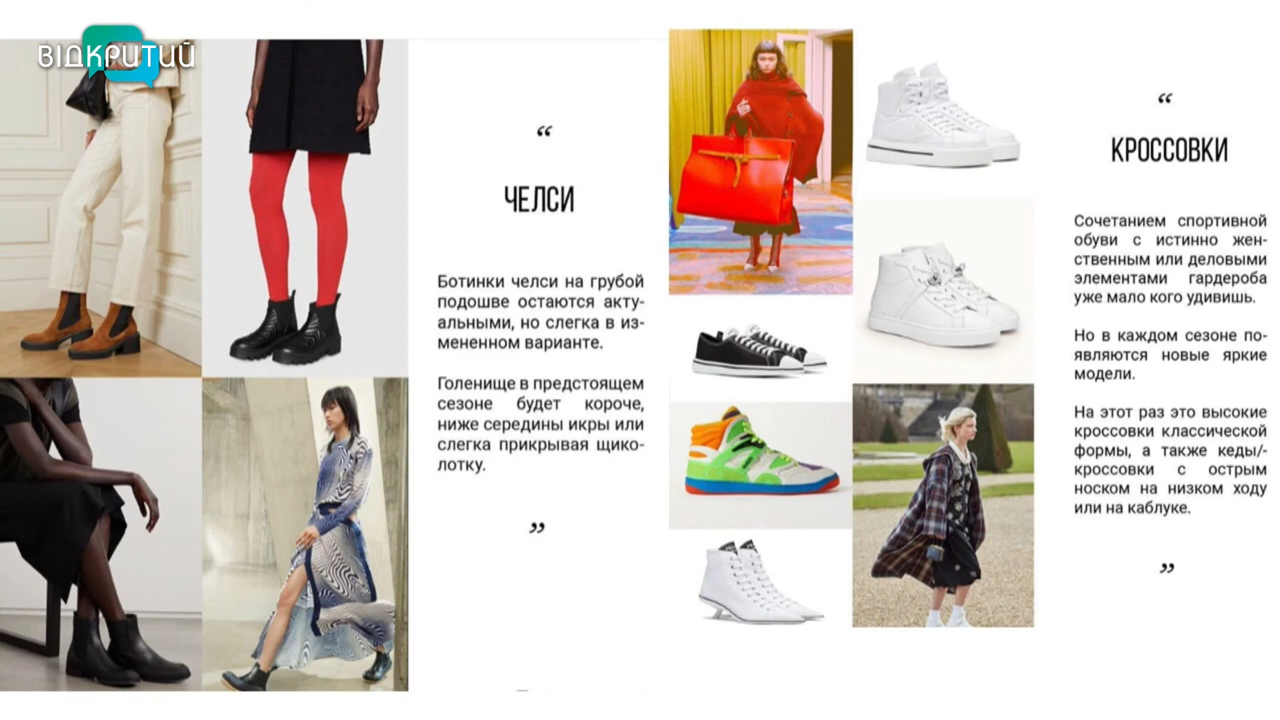 ВІДКРИТИЙ
“
ЧЕЛСИ
Ботинки челси на грубой
подошве остаются акту-
альными, но слегка в из-
мененном варианте.
Голенище в предстоящем
сезоне будет короче,
ниже середины икры или
слегка прикрывая щико-
лотку.
”
“
КРОССОВКИ
Сочетанием спортивной
обуви с истинно жен-
ственным или деловыми
элементами гардероба
уже мало кого удивишь.
Но в каждом сезоне по-
являются новые яркие
модели.
На этот раз это высокие
кроссовки классической
формы, а также кеды/-
кроссовки с острым
носком на низком ходу
или на каблуке.
”